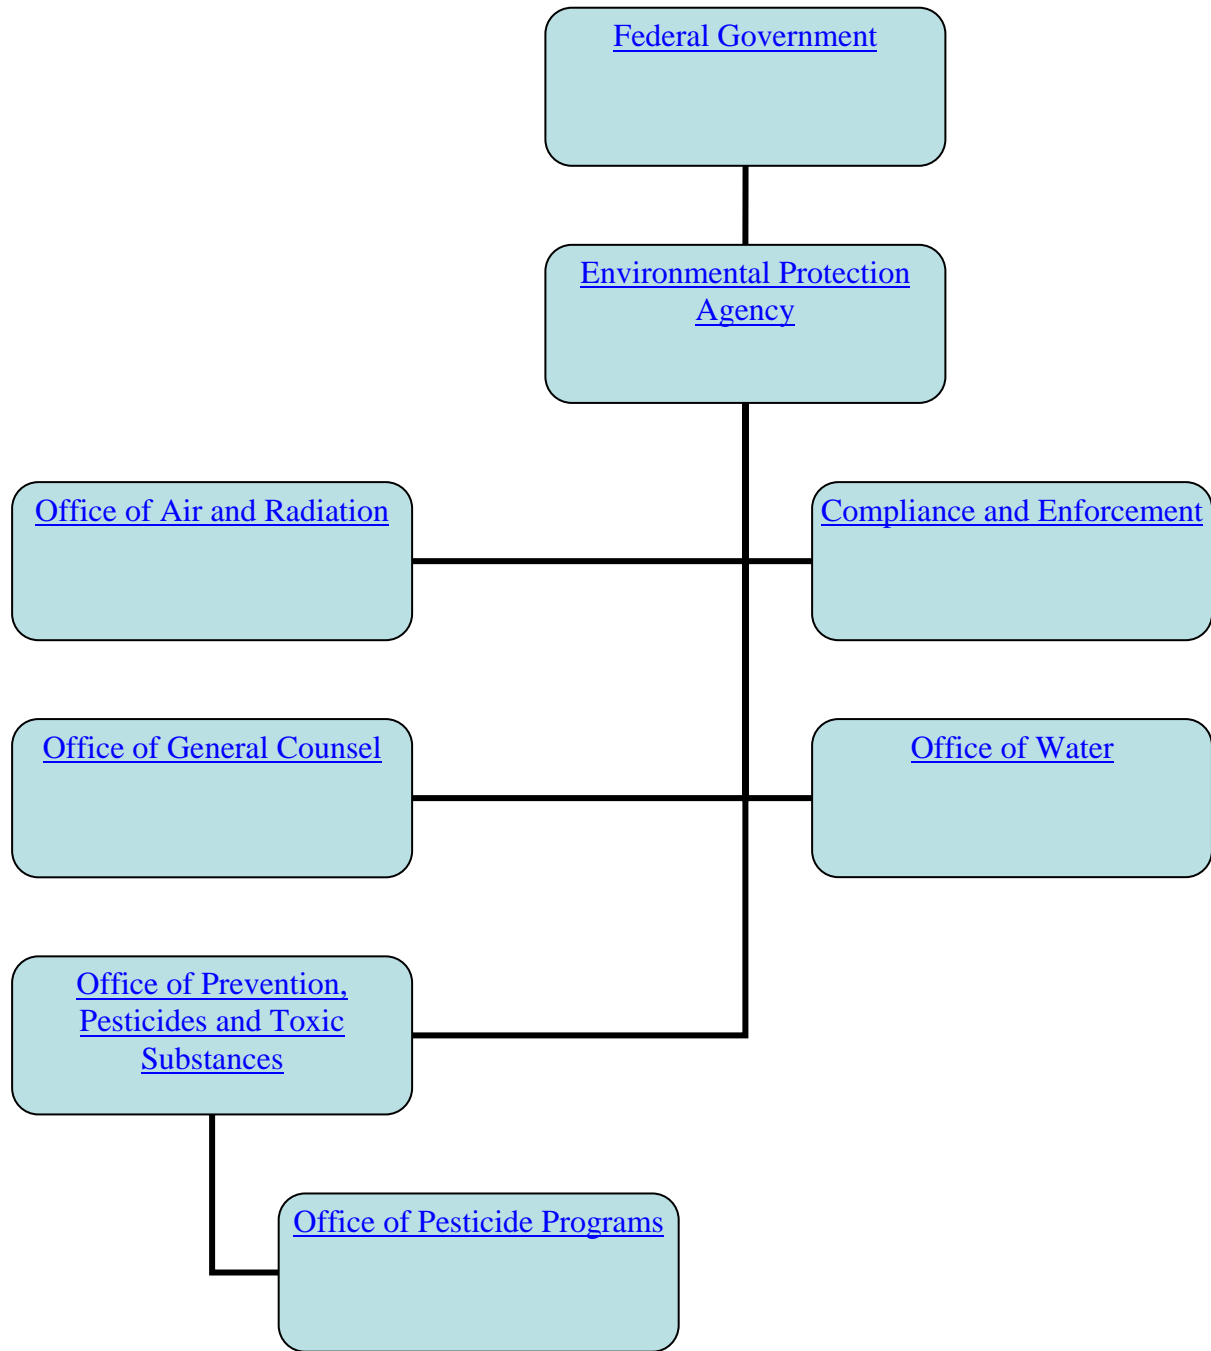 Federal Government
Environmental Protection
Agency
Office of Air and Radiation
Compliance and Enforcement
Office of General Counsel
Office of Water
Office of Prevention,
Pesticides and Toxic
Substances
Office of Pesticide Programs